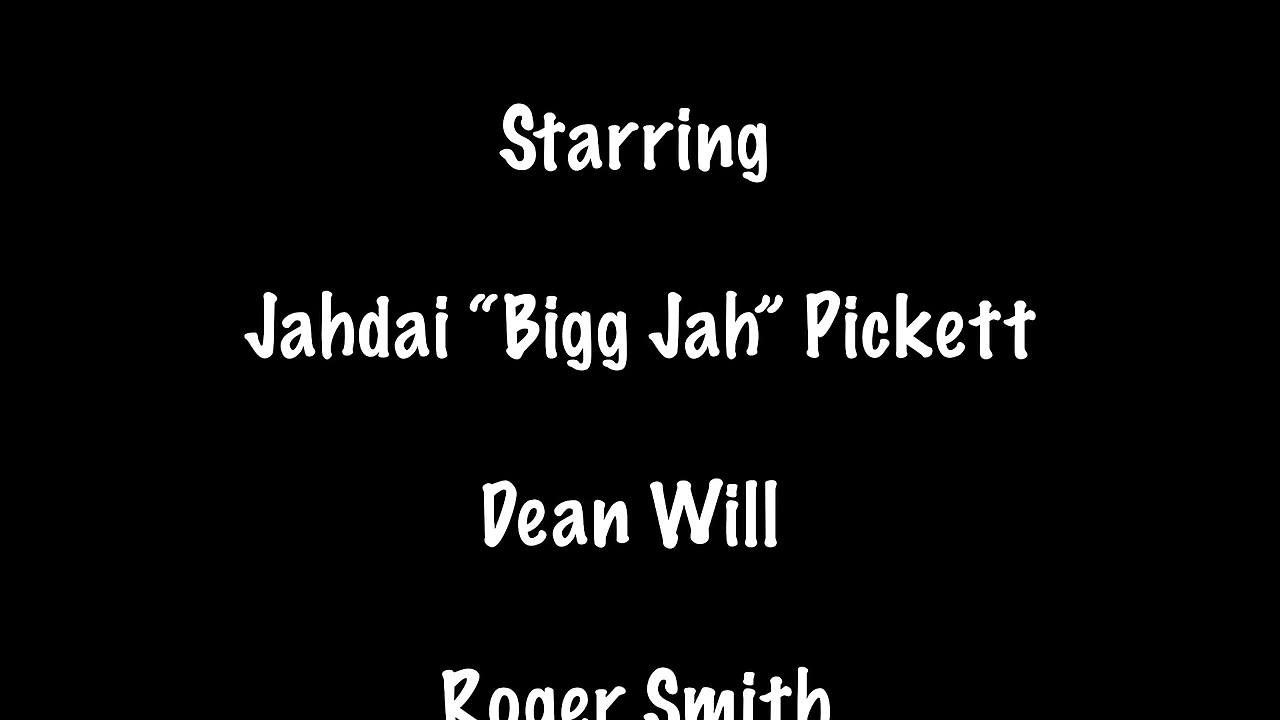 Starring
Jahdai “Bigg Jah” Pickett
Dean Will
Roger Smith